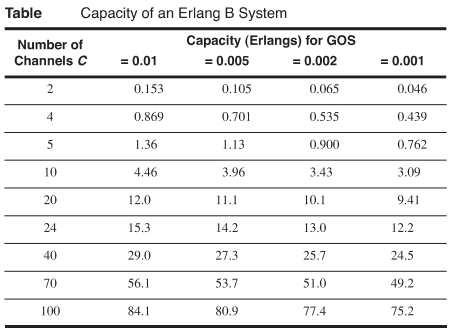 Table Capacity of an Erlang B System
Number of Channels C Capacity (Erlangs) for GOS
= 0.01 = 0.005 = 0.002 = 0.001
2 0.153 0.105 0.065 0.046
4 0.869 0.701 0.535 0.439
5 1.36 1.13 0.900 0.762
10 4.46 3.96 3.43 3.09
20 12.0 11.1 10.1 9.41
24 15.3 14.2 13.0 12.2
40 29.0 27.3 25.7 24.5
70 56.1 53.7 51.0 49.2
100 84.1 80.9 77.4 75.2